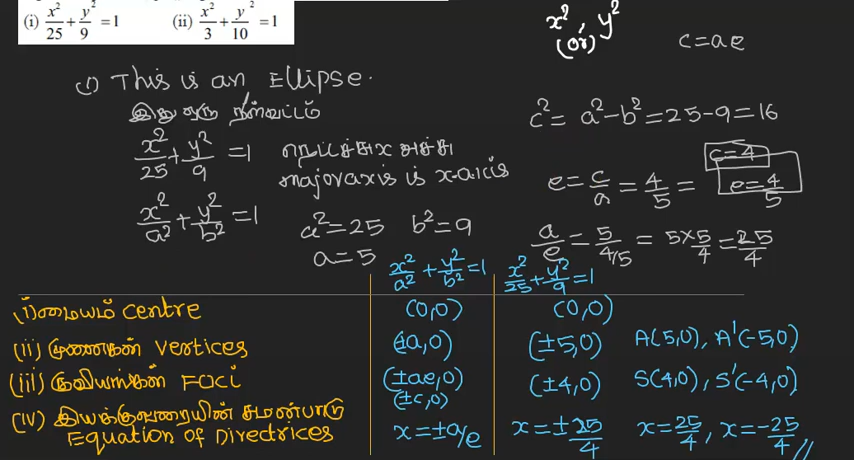 (i) x²/25 + y²/9 = 1 (ii) x²/3 + y²/10 = 1
x², y²
(or)
c=ae
(i) This is an Ellipse.
இது ஒரு நீள்வட்டம்
x²/25 + y²/9 = 1
நெட்டச்சு x அச்சு
major axis is x-axis
x²/a² + y²/b² = 1
a²=25 b²=9
a=5
c² = a²-b² = 25-9 = 16
c=4
e = c/a = 4/5 = e=4/5
a/e = 5/4/5 = 5×5/4 = 25/4
x²/a² + y²/b² = 1 x²/25 + y²/9 = 1
(i) மையம் centre (0,0) (0,0)
(ii) முனைகள் Vertices (±a,0) (±5,0) A(5,0), A'(-5,0)
(iii) குவியங்கள் Foci (±ae,0) (±4,0) S(4,0), S'(-4,0)
(±c,0)
(iv) இயக்குவரையின் சமன்பாடு
Equation of Directrices x=±a/e x=±25/4 x=25/4, x=-25/4 //